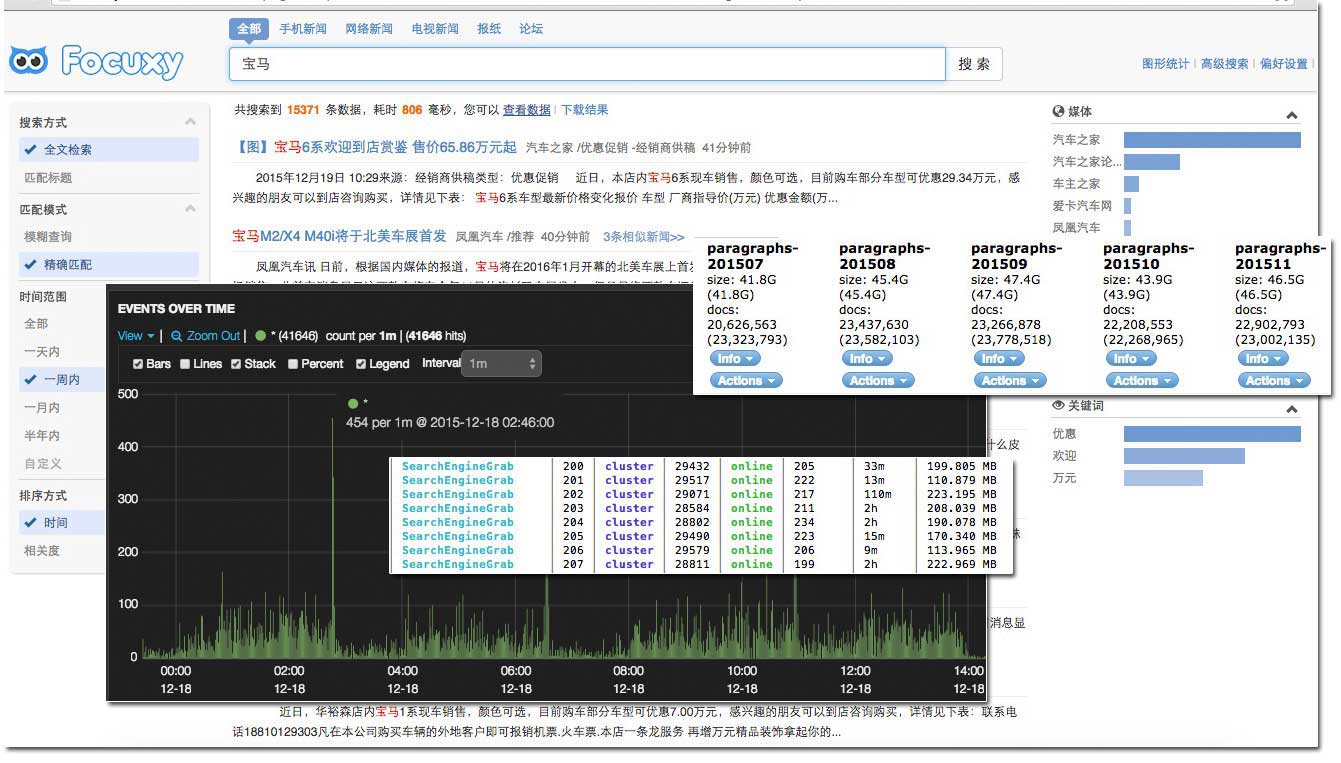 全部 手机新闻 网络新闻 电视新闻 报纸 论坛
Focuxy
宝马 搜 索
图形统计 | 高级搜索 | 偏好设置 |
搜索方式
全文检索
匹配标题
匹配模式
模糊查询
精确匹配
时间范围
全部
一天内
一周内
一月内
半年内
自定义
排序方式
时间
相关度
共搜索到 15371 条数据，耗时 806 毫秒，您可以 查看数据 | 下载结果
【图】宝马6系欢迎到店赏鉴 售价65.86万元起 汽车之家 /优惠促销 -经销商供稿 41分钟前
2015年12月19日 10:29来源：经销商供稿类型：优惠促销 近日，本店内宝马6系现车销售，颜色可选，目前购车部分车型可优惠29.34万元，感
兴趣的朋友可以到店咨询购买，详情见下表： 宝马6系车型最新价格变化报价 车型 厂商指导价(万元) 优惠金额(万...
宝马M2/X4 M40i将于北美车展首发 凤凰汽车 /推荐 40分钟前 3条相似新闻>>
凤凰汽车讯 日前，根据国内媒体的报道，宝马将在2016年1月开幕的北美车展上首发
媒体
汽车之家
汽车之家论...
车主之家
爱卡汽车网
凤凰汽车
paragraphs-201507
size: 41.8G
(41.8G)
docs:
20,626,563
(23,323,793)
Info
Actions
paragraphs-201508
size: 45.4G
(45.4G)
docs:
23,437,630
(23,582,103)
Info
Actions
paragraphs-201509
size: 47.4G
(47.4G)
docs:
23,266,878
(23,778,518)
Info
Actions
paragraphs-201510
size: 43.9G
(43.9G)
docs:
22,208,553
(22,268,965)
Info
Actions
paragraphs-201511
size: 46.5G
(46.5G)
docs:
22,902,793
(23,002,135)
Info
Actions
关键词
优惠
欢迎
万元
EVENTS OVER TIME
View | Zoom Out | * (41646) count per 1m | (41646 hits)
Bars Lines Stack Percent Legend Interval 1m
500
400
300
200
100
0
*
454 per 1m @ 2015-12-18 02:46:00
00:00 02:00 04:00 06:00 08:00 10:00 12:00 14:00
12-18 12-18 12-18 12-18 12-18 12-18 12-18 12-18
SearchEngineGrab 200 cluster 29432 online 205 33m 199.805 MB
SearchEngineGrab 201 cluster 29517 online 222 13m 110.879 MB
SearchEngineGrab 202 cluster 29071 online 217 110m 223.195 MB
SearchEngineGrab 203 cluster 28584 online 211 2h 208.039 MB
SearchEngineGrab 204 cluster 28802 online 234 2h 190.078 MB
SearchEngineGrab 205 cluster 29490 online 223 15m 170.340 MB
SearchEngineGrab 206 cluster 29579 online 206 9m 113.965 MB
SearchEngineGrab 207 cluster 28811 online 199 2h 222.969 MB
什么皮
消息显
近日，华裕森店内宝马1系现车销售，颜色可选，目前购车部分车型可优惠7.00万元，感兴趣的朋友可以到店咨询购买，详情见下表：联系电
话18810129303凡在本公司购买车辆的外地客户即可报销机票.火车票.本店一条龙服务 再增万元精品装饰拿起你的...